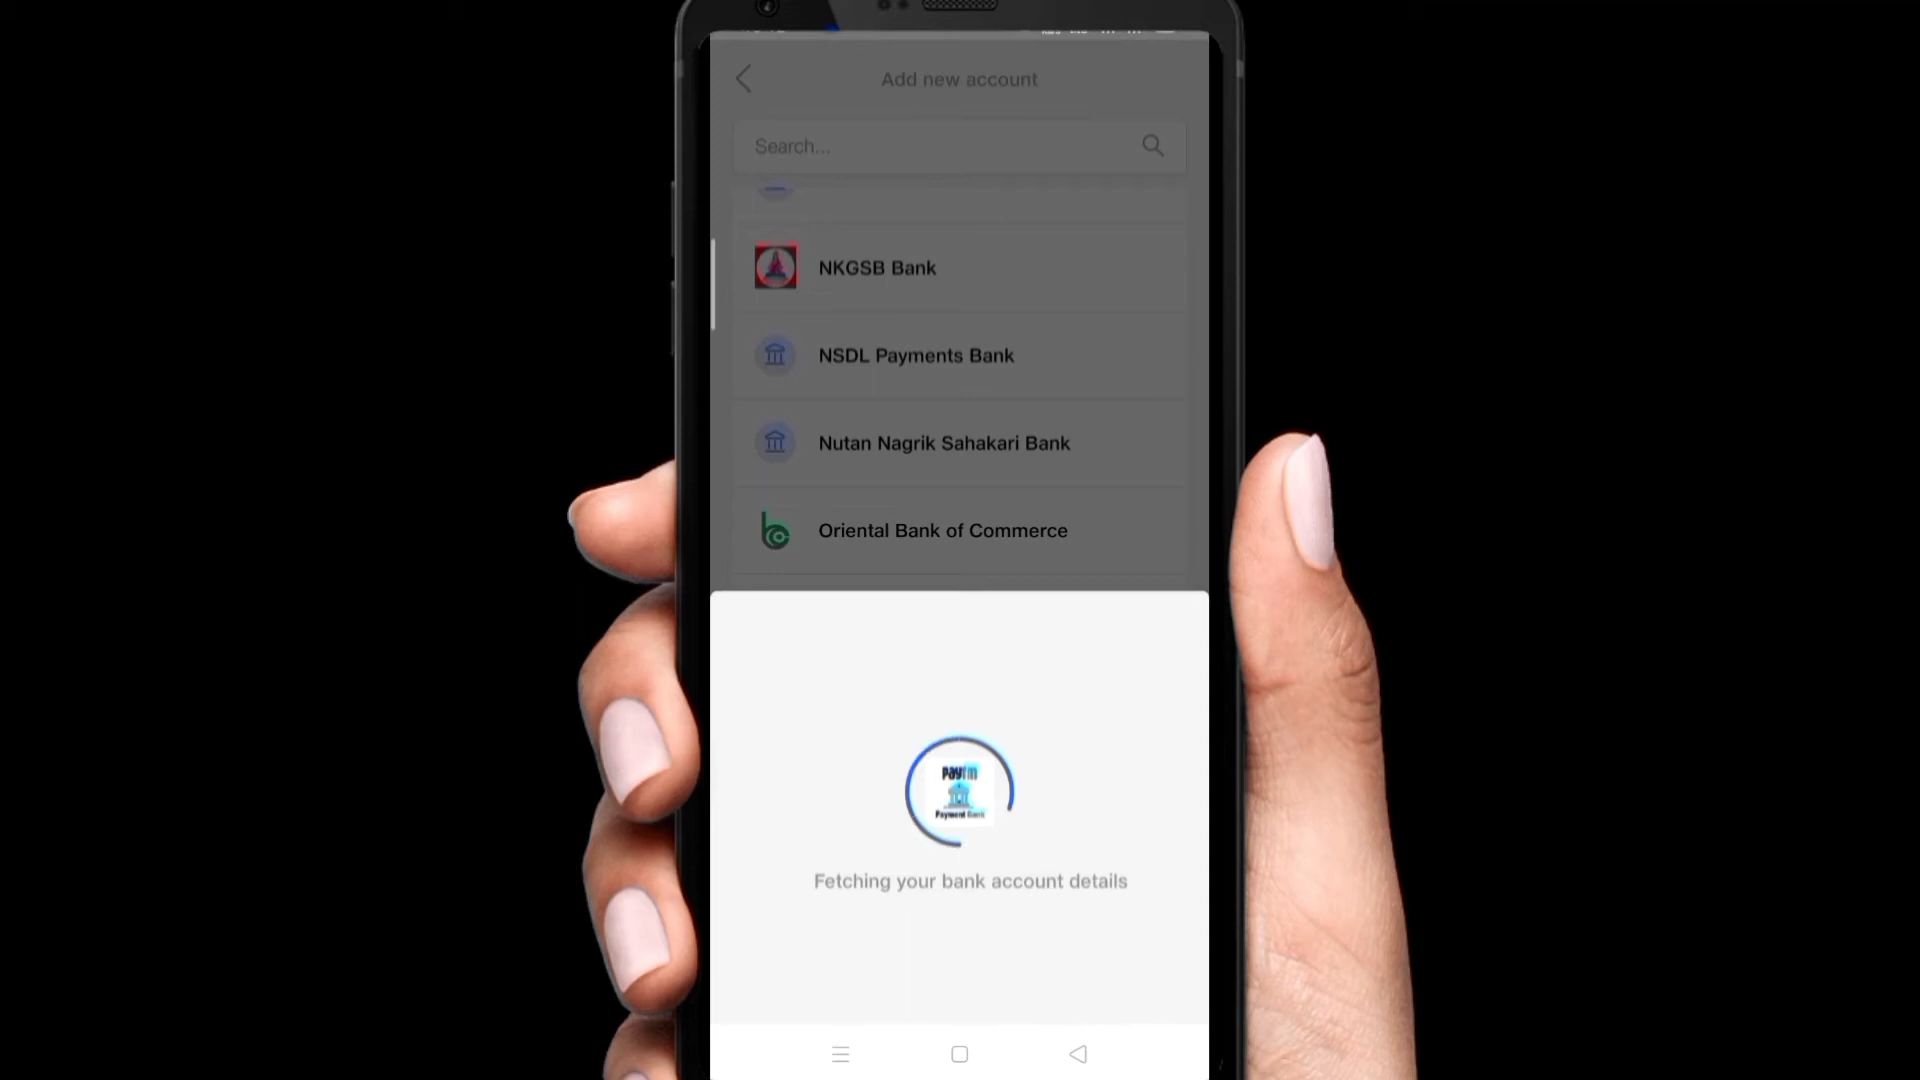 Add new account
Search...
NKGSB Bank
NSDL Payments Bank
Nutan Nagrik Sahakari Bank
Oriental Bank of Commerce
Paytm
Payment Bank
Fetching your bank account details